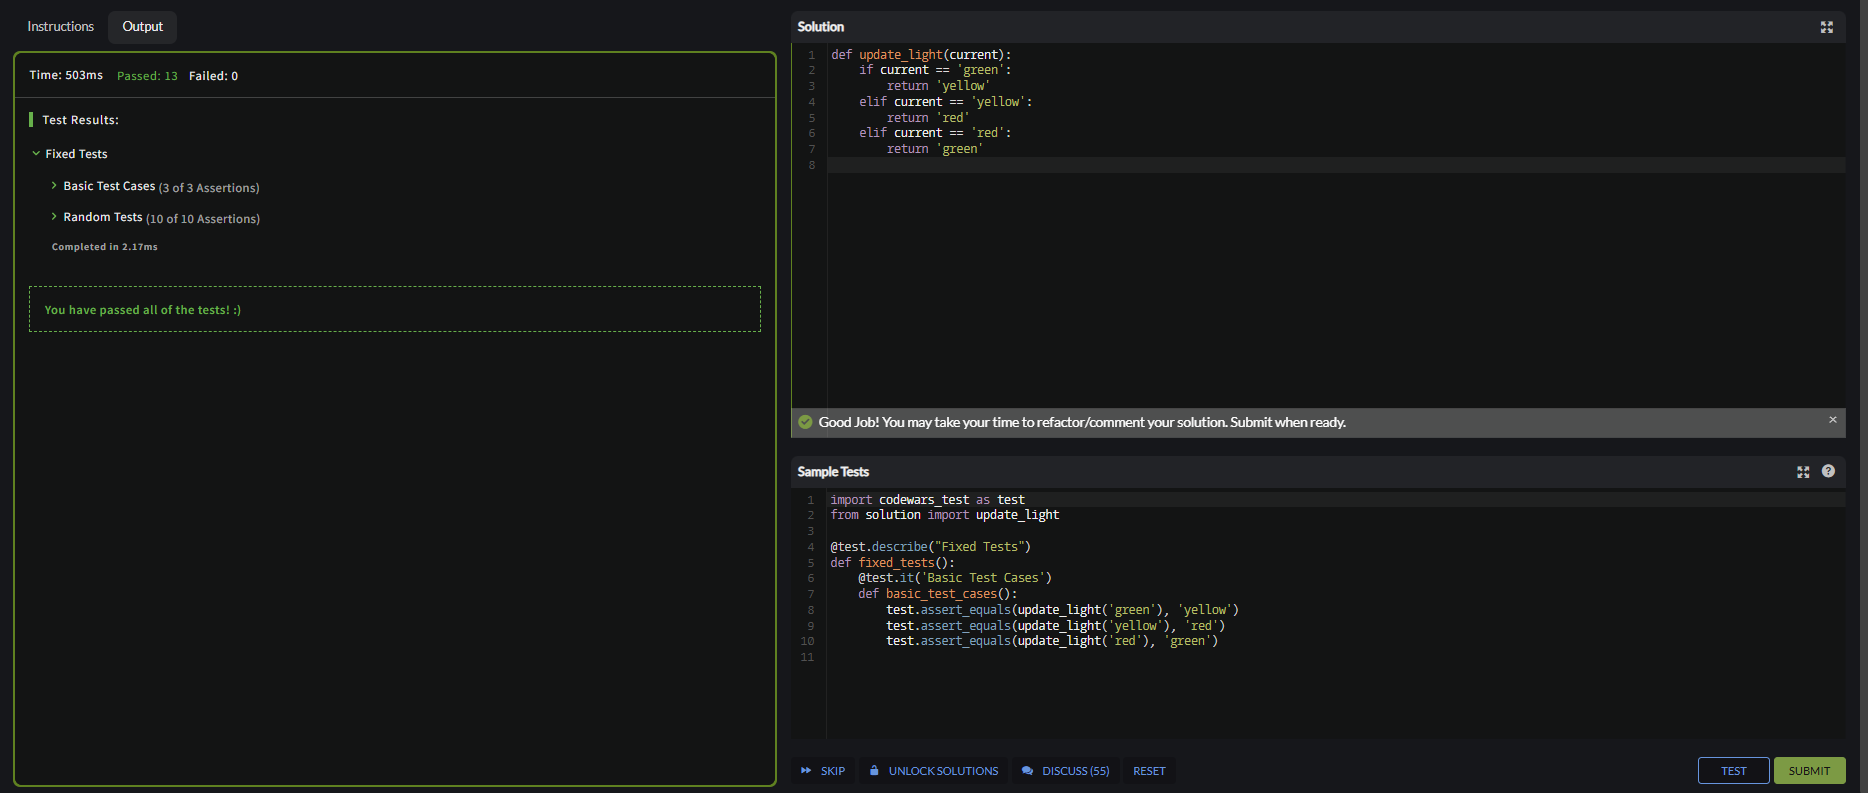 Instructions
Output
Time: 503ms Passed: 13 Failed: 0
Test Results:
Fixed Tests
Basic Test Cases (3 of 3 Assertions)
Random Tests (10 of 10 Assertions)
Completed in 2.17ms
You have passed all of the tests! :)
Solution
1 def update_light(current):
2     if current == 'green':
3         return 'yellow'
4     elif current == 'yellow':
5         return 'red'
6     elif current == 'red':
7         return 'green'
8
Good Job! You may take your time to refactor/comment your solution. Submit when ready.
Sample Tests
1 import codewars_test as test
2 from solution import update_light
3
4 @test.describe("Fixed Tests")
5 def fixed_tests():
6     @test.it('Basic Test Cases')
7     def basic_test_cases():
8         test.assert_equals(update_light('green'), 'yellow')
9         test.assert_equals(update_light('yellow'), 'red')
10         test.assert_equals(update_light('red'), 'green')
11
SKIP
UNLOCK SOLUTIONS
DISCUSS (55)
RESET
TEST
SUBMIT